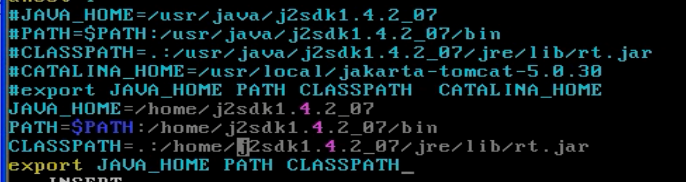 #JAVA_HOME=/usr/java/j2sdk1.4.2_07
#PATH=$PATH:/usr/java/j2sdk1.4.2_07/bin
#CLASSPATH=.:/usr/java/j2sdk1.4.2_07/jre/lib/rt.jar
#CATALINA_HOME=/usr/local/jakarta-tomcat-5.0.30
#export JAVA_HOME PATH CLASSPATH  CATALINA_HOME
JAVA_HOME=/home/j2sdk1.4.2_07
PATH=$PATH:/home/j2sdk1.4.2_07/bin
CLASSPATH=.:/home/j2sdk1.4.2_07/jre/lib/rt.jar
export JAVA_HOME PATH CLASSPATH_